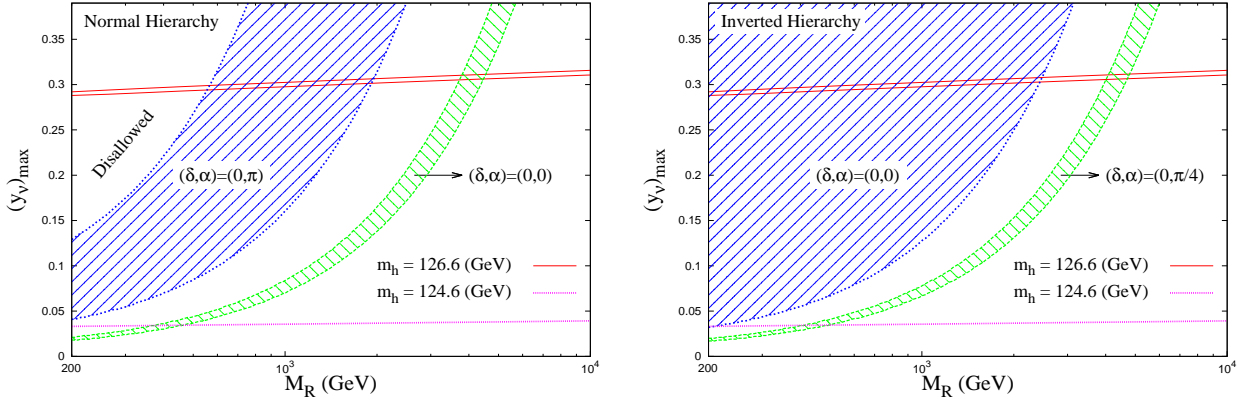 Normal Hierarchy
Disallowed
(δ,α)=(0,π)
(δ,α)=(0,0)
m_h = 126.6 (GeV)
m_h = 124.6 (GeV)
(y_ν)_max
0
0.05
0.1
0.15
0.2
0.25
0.3
0.35
200
10^3
10^4
M_R (GeV)
Inverted Hierarchy
(δ,α)=(0,0)
(δ,α)=(0,π/4)
m_h = 126.6 (GeV)
m_h = 124.6 (GeV)
(y_ν)_max
0
0.05
0.1
0.15
0.2
0.25
0.3
0.35
200
10^3
10^4
M_R (GeV)